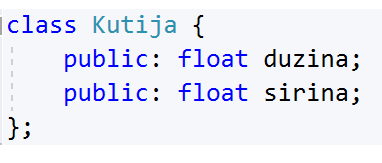 class Kutija {
    public: float duzina;
    public: float sirina;
};